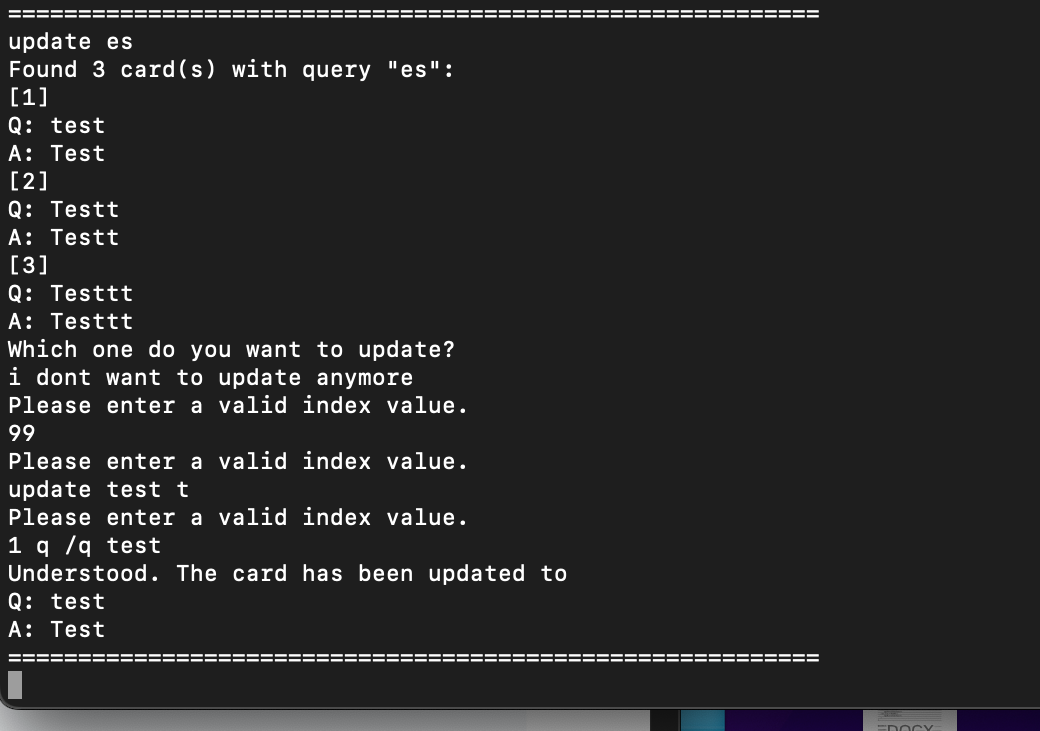 ==========================================================
update es
Found 3 card(s) with query "es":
[1]
Q: test
A: Test
[2]
Q: Testt
A: Testt
[3]
Q: Testtt
A: Testtt
Which one do you want to update?
i dont want to update anymore
Please enter a valid index value.
99
Please enter a valid index value.
update test t
Please enter a valid index value.
1 q /q test
Understood. The card has been updated to
Q: test
A: Test
==========================================================